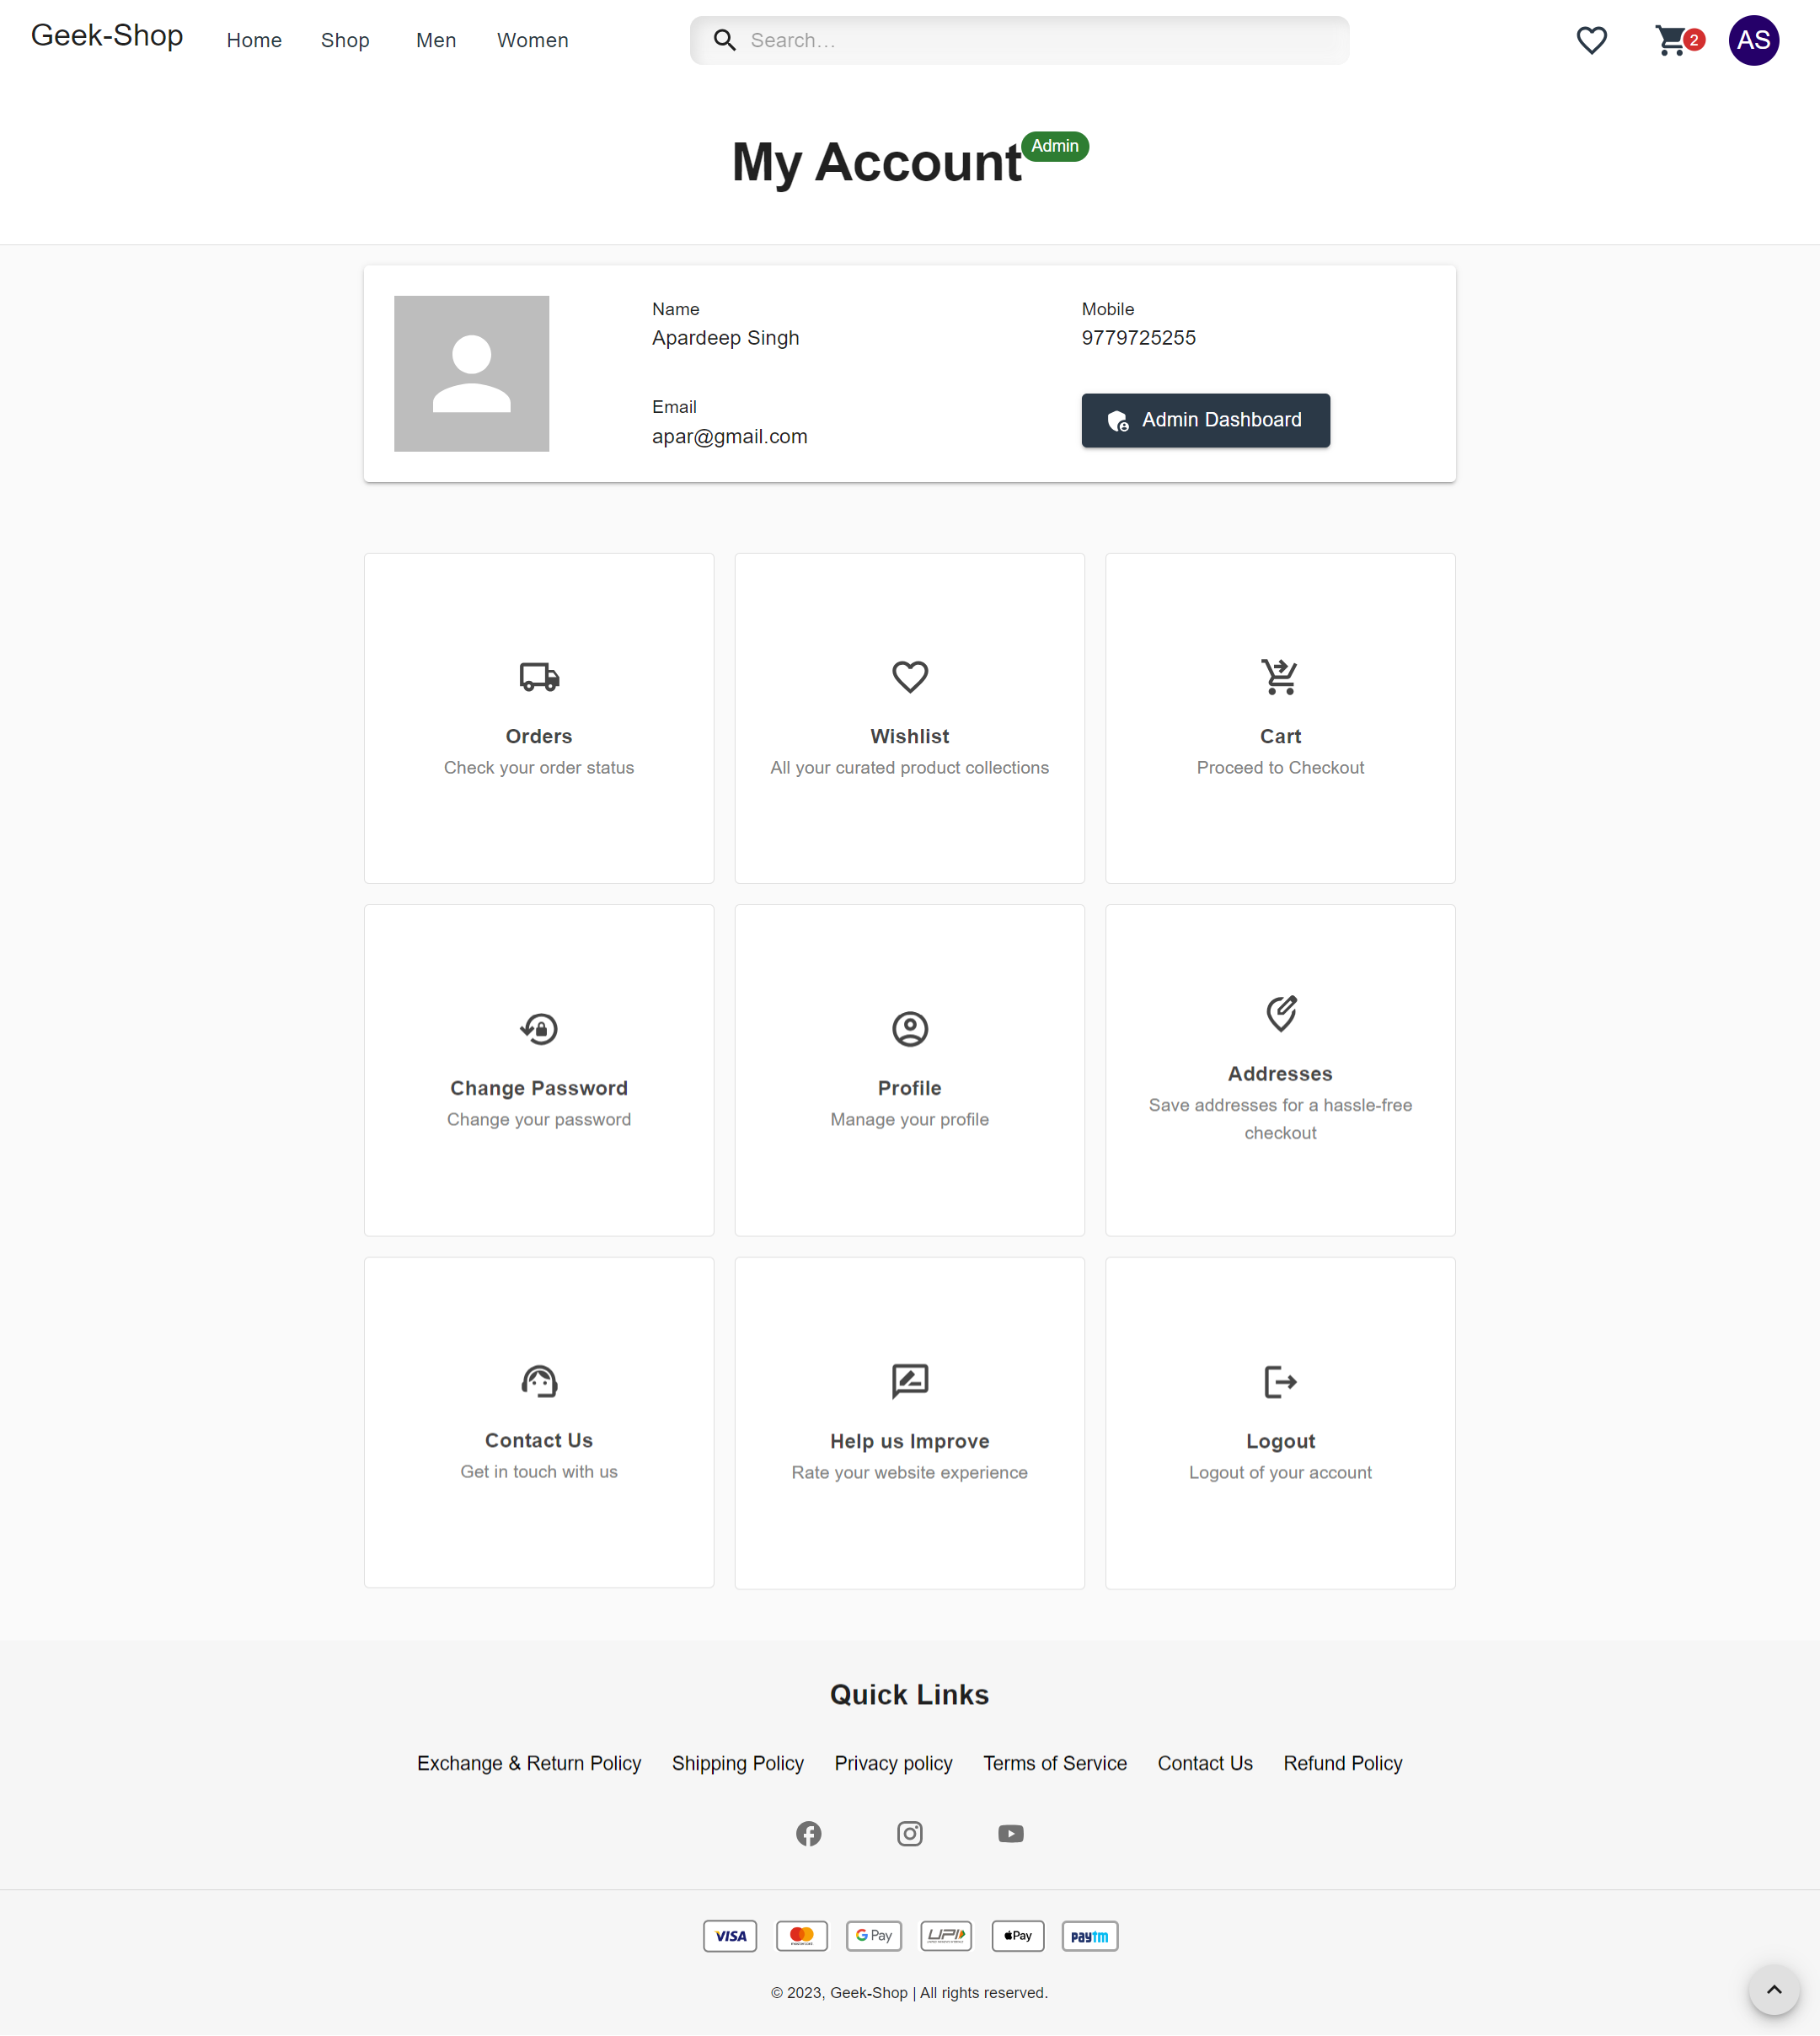 Geek-Shop
Home
Shop
Men
Women
Search...
2
AS
My Account
Admin
Name
Apardeep Singh
Mobile
9779725255
Email
apar@gmail.com
Admin Dashboard
Orders
Check your order status
Wishlist
All your curated product collections
Cart
Proceed to Checkout
Change Password
Change your password
Profile
Manage your profile
Addresses
Save addresses for a hassle-free
checkout
Contact Us
Get in touch with us
Help us Improve
Rate your website experience
Logout
Logout of your account
Quick Links
Exchange & Return Policy
Shipping Policy
Privacy policy
Terms of Service
Contact Us
Refund Policy
VISA
G Pay
UPI
Pay
paytm
© 2023, Geek-Shop | All rights reserved.